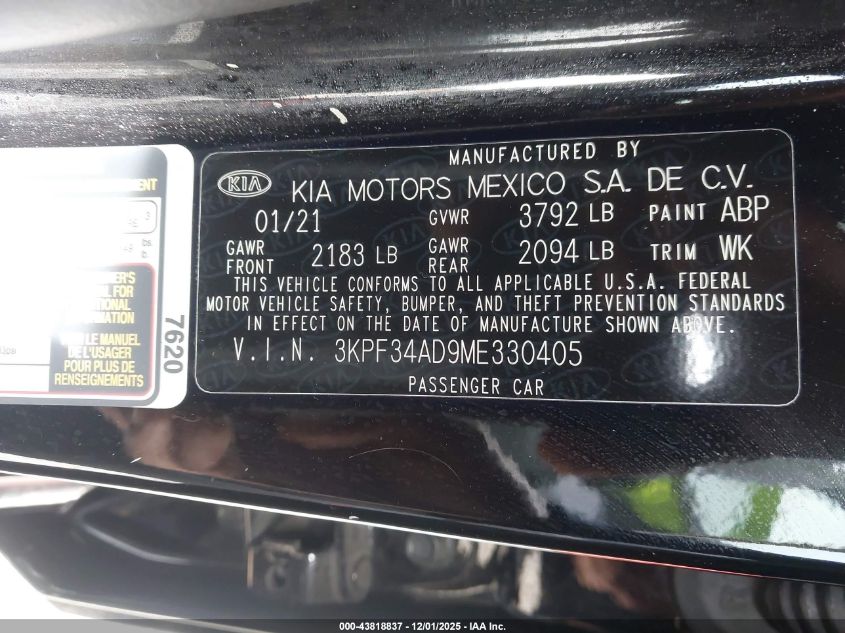 MANUFACTURED BY
KIA KIA MOTORS MEXICO S.A. DE C.V.
01/21 GVWR 3792 LB PAINT ABP
GAWR FRONT 2183 LB GAWR REAR 2094 LB TRIM WK
THIS VEHICLE CONFORMS TO ALL APPLICABLE U.S.A. FEDERAL
MOTOR VEHICLE SAFETY, BUMPER, AND THEFT PREVENTION STANDARDS
IN EFFECT ON THE DATE OF MANUFACTURE SHOWN ABOVE.
V.I.N. 3KPF34AD9ME330405
PASSENGER CAR
7620
LE MANUEL
DE L'USAGER
POUR PLUS DE
RENSEIGNEMENTS
000-43818837 - 12/01/2025 - IAA Inc.